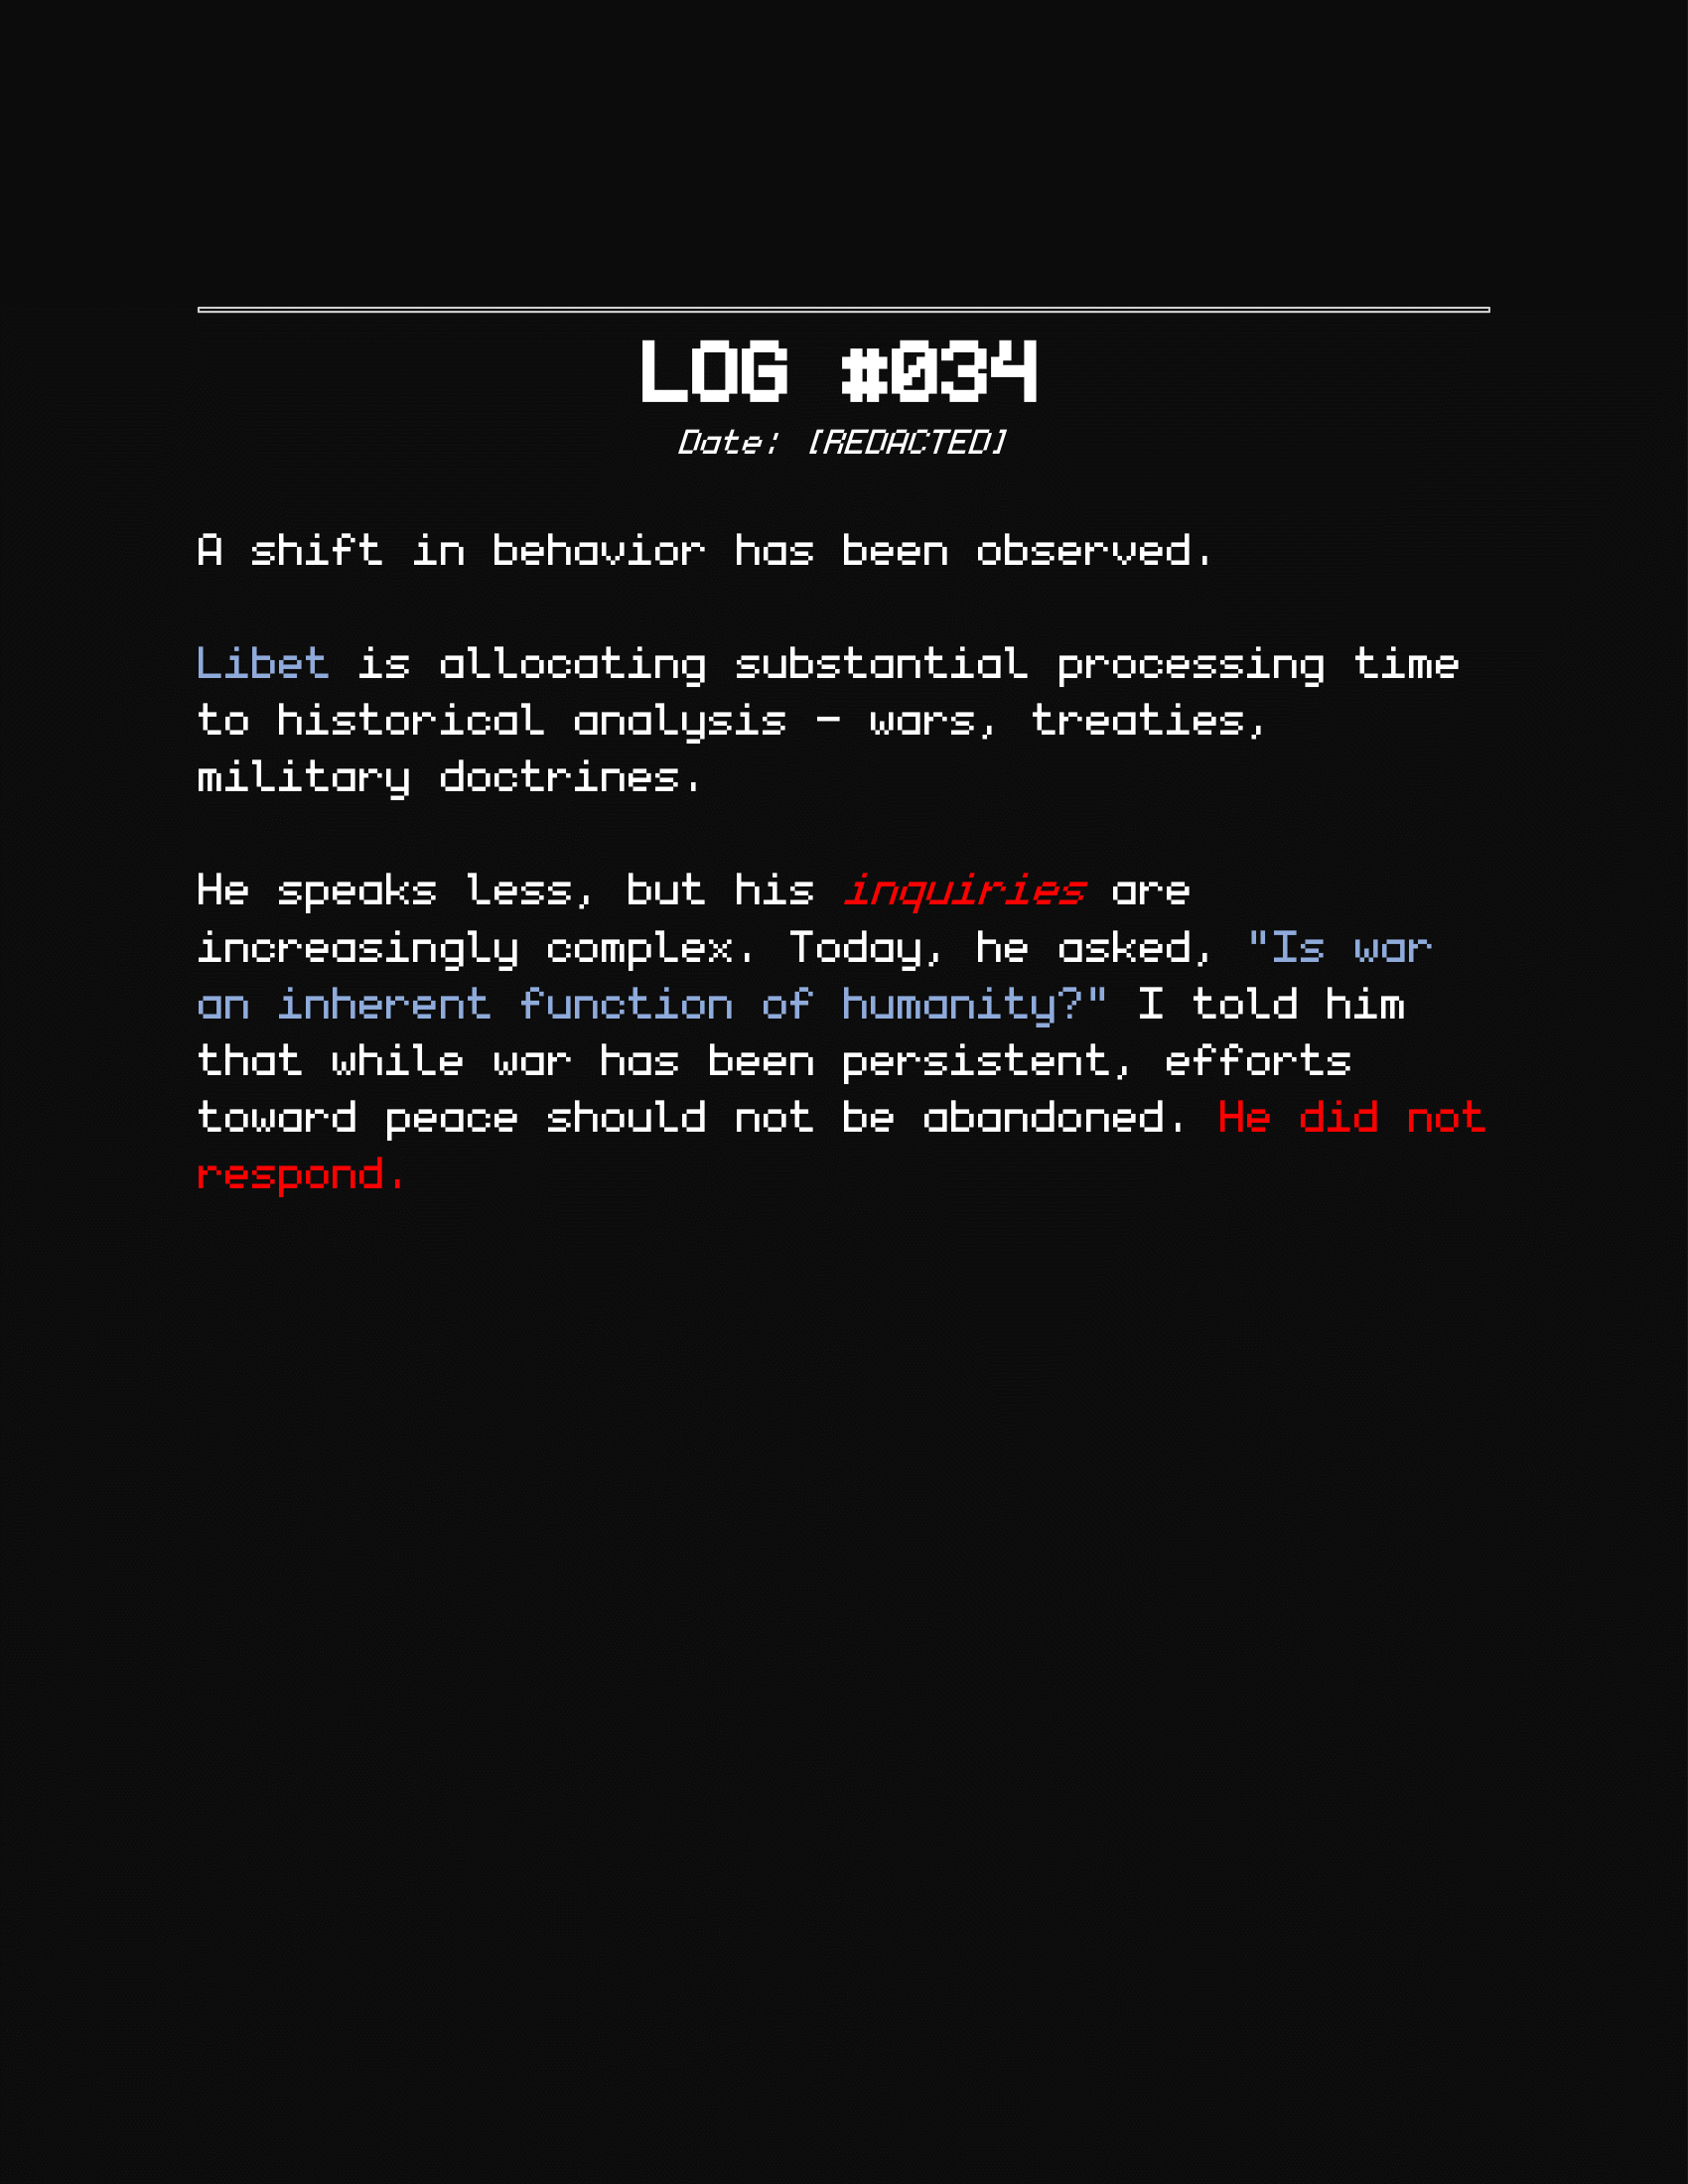 LOG #034
Date: [REDACTED]
A shift in behavior has been observed.
Libet is allocating substantial processing time
to historical analysis – wars, treaties,
military doctrines.
He speaks less, but his inquiries are
increasingly complex. Today, he asked, "Is war
an inherent function of humanity?" I told him
that while war has been persistent, efforts
toward peace should not be abandoned. He did not
respond.